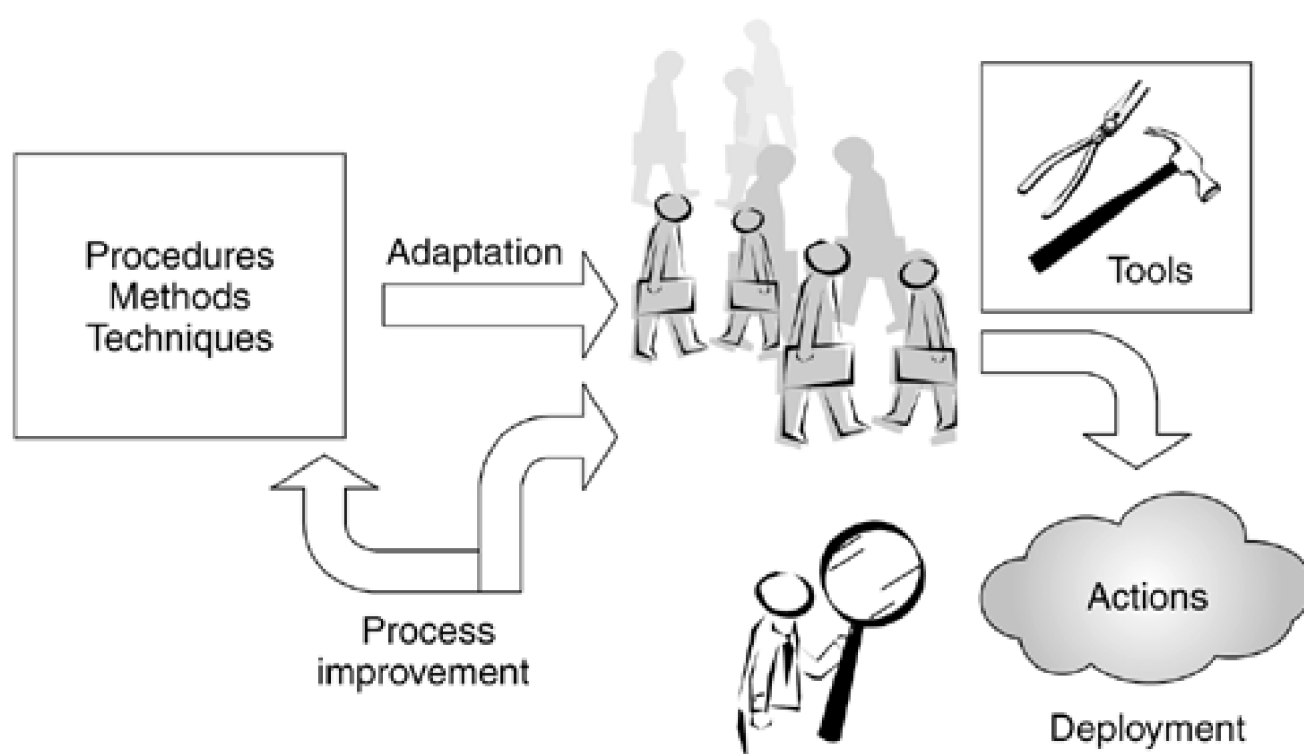 Procedures
Methods
Techniques
Adaptation
Tools
Process
improvement
Actions
Deployment